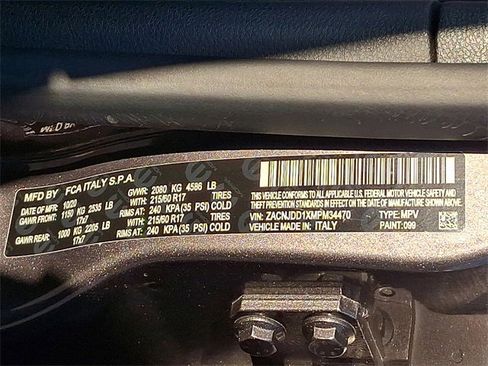 MFD BY FCA ITALY S.P.A.
DATE OF MFR 10/20 GVWR: 2080 KG 4586 LB
GAWR FRONT: 1150 KG 2535 LB 215/60 R17 TIRES
17x7 RIMS AT: 240 KPA (35 PSI) COLD
GAWR REAR: 1000 KG 2205 LB 215/60 R17 TIRES
17x7 RIMS AT: 240 KPA (35 PSI) COLD
THIS VEHICLE CONFORMS TO ALL APPLICABLE U.S.A. FEDERAL MOTOR
VEHICLE SAFETY, BUMPER, AND THEFT PREVENTION STANDARDS IN
EFFECT ON THE DATE OF MANUFACTURE SHOWN ABOVE
VIN: ZACNJDD1XMPM34470 TYPE: MPV
VEHICLE MADE IN: ITALY PAINT: 099